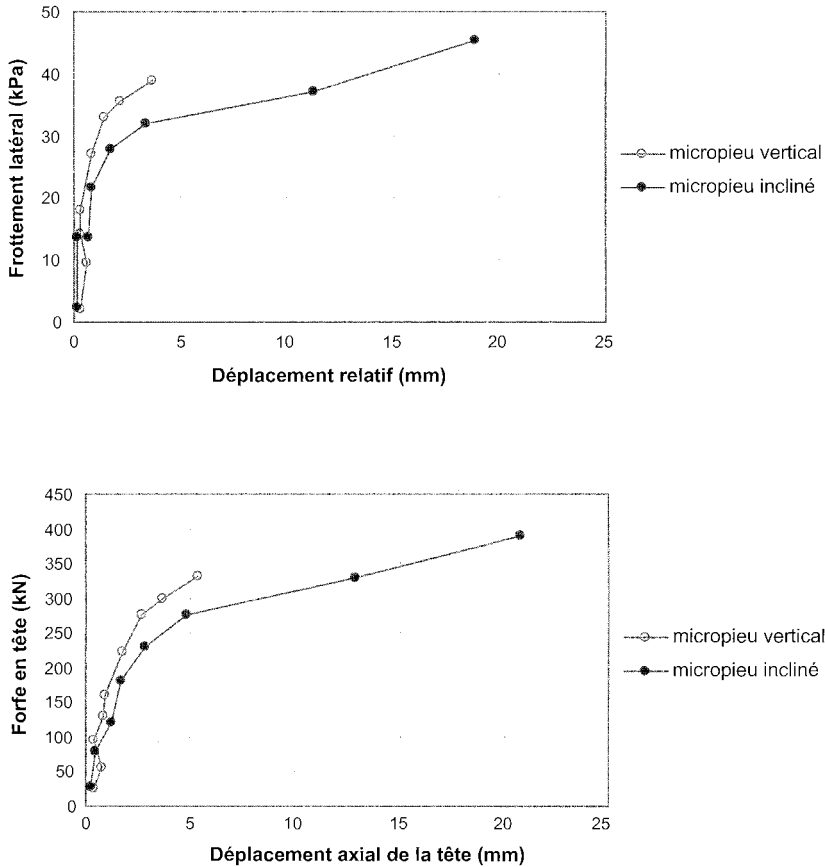 50
40
30
20
10
0
Frottement latéral (kPa)
0 5 10 15 20 25
Déplacement relatif (mm)
micropieu vertical
micropieu incliné
450
400
350
300
250
200
150
100
50
0
Forfe en tête (kN)
0 5 10 15 20 25
Déplacement axial de la tête (mm)
micropieu vertical
micropieu incliné